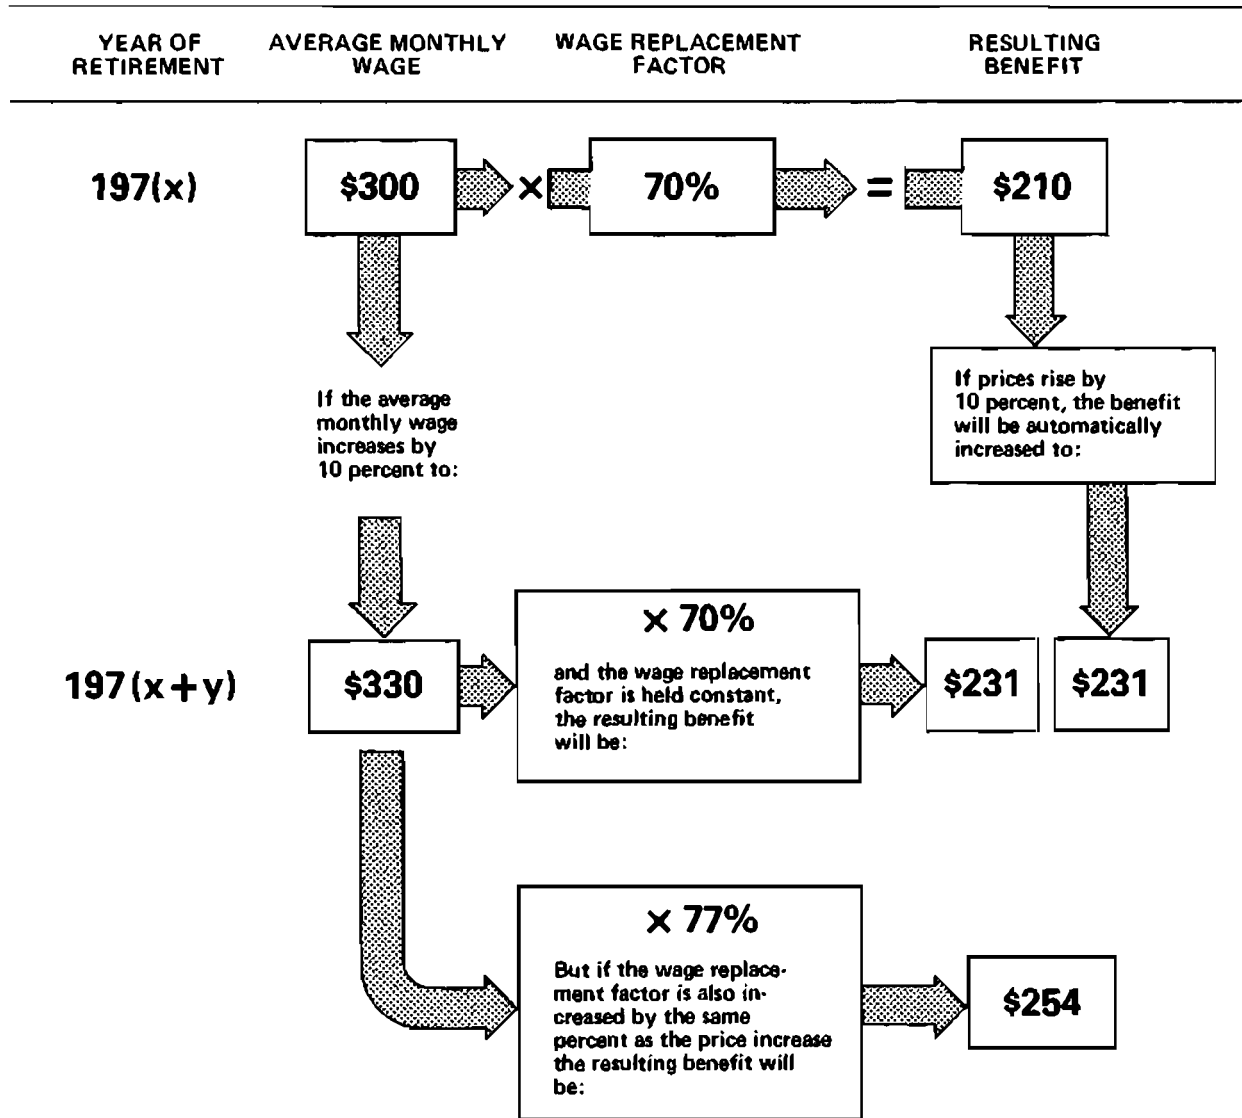 YEAR OF
RETIREMENT
AVERAGE MONTHLY
WAGE
WAGE REPLACEMENT
FACTOR
RESULTING
BENEFIT
197(x)
$300
×
70%
=
$210
If the average
monthly wage
increases by
10 percent to:
If prices rise by
10 percent, the benefit
will be automatically
increased to:
197(x+y)
$330
× 70%
and the wage replacement
factor is held constant,
the resulting benefit
will be:
$231
$231
× 77%
But if the wage replace-
ment factor is also in-
creased by the same
percent as the price increase
the resulting benefit will
be:
$254